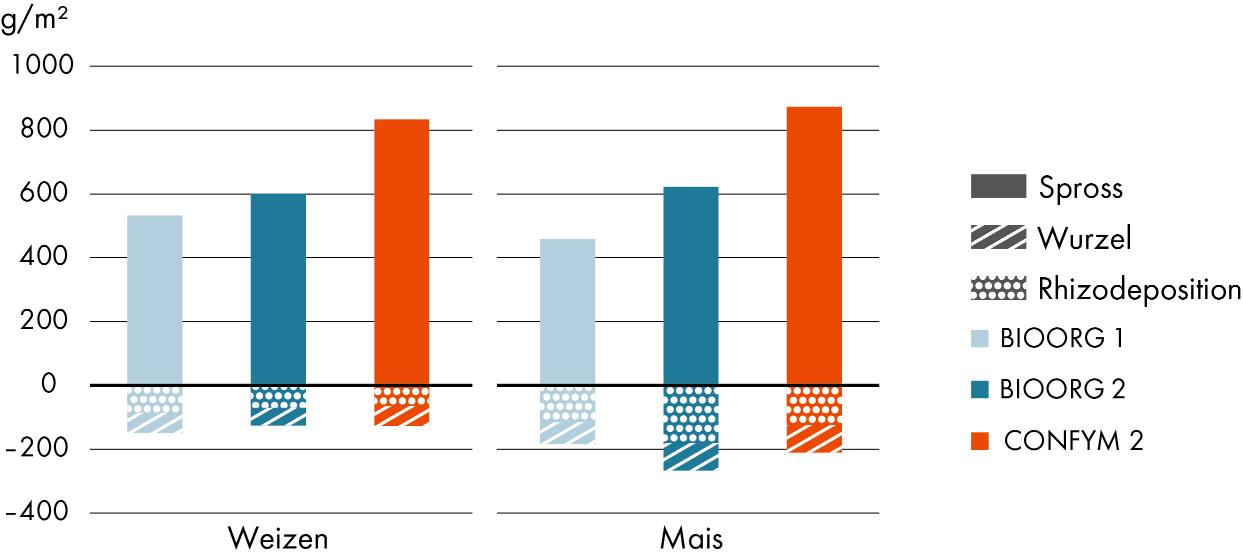 g/m²
1000
800
600
400
200
0
–200
–400
Weizen
Mais
Spross
Wurzel
Rhizodeposition
BIOORG 1
BIOORG 2
CONFYM 2